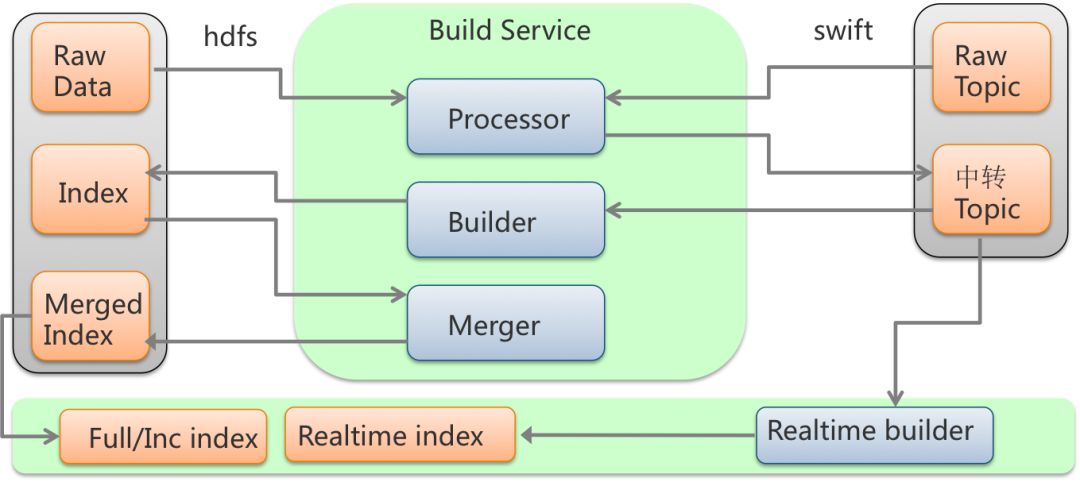 hdfs
Build Service
swift
Raw
Data
Raw
Topic
Processor
Index
中转
Topic
Builder
Merged
Index
Merger
Full/Inc index
Realtime index
Realtime builder